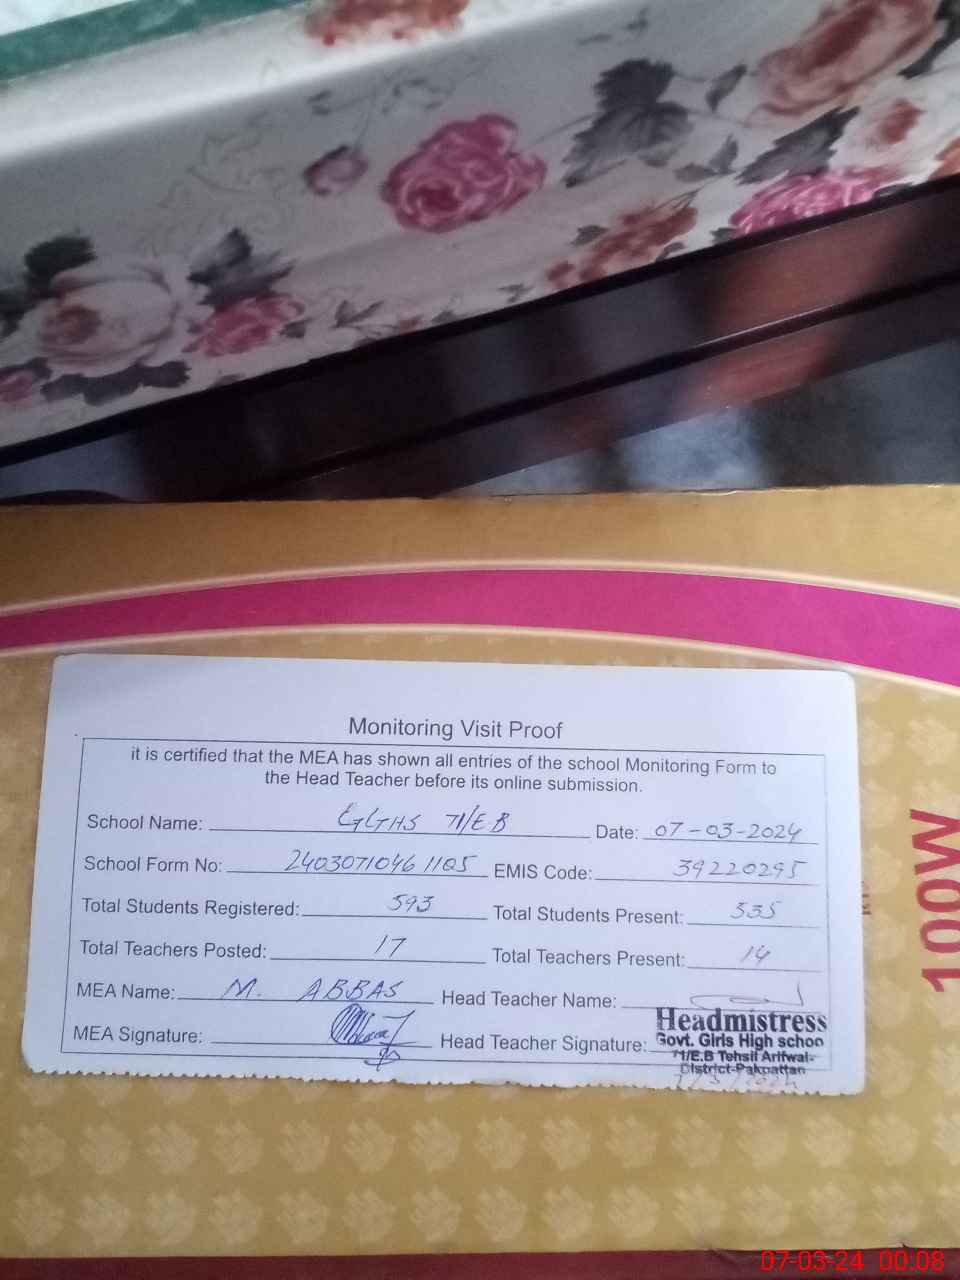 Monitoring Visit Proof
it is certified that the MEA has shown all entries of the school Monitoring Form to
the Head Teacher before its online submission.
School Name: GGHS 71/EB Date: 07-03-2024
School Form No: EMIS Code: 39220295
Total Students Registered: 593 Total Students Present: 535
Total Teachers Posted: 17 Total Teachers Present: 14
MEA Name: M. ABBAS Head Teacher Name:
MEA Signature: Head Teacher Signature:
Headmistress
Govt. Girls High schoo
71/E.B Tehsil Arifwal
District-Pakpattan
100W
07-03-24 00:08